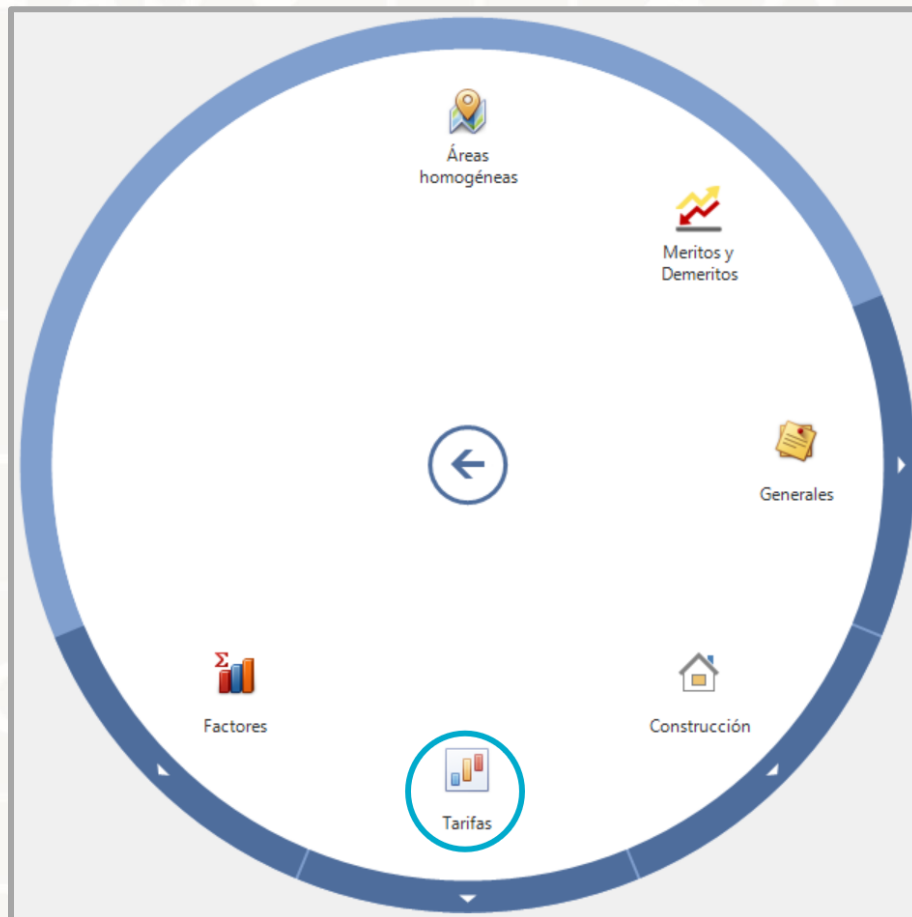 Áreas
homogéneas
Meritos y
Demeritos
Generales
Construcción
Factores
Σ
Tarifas